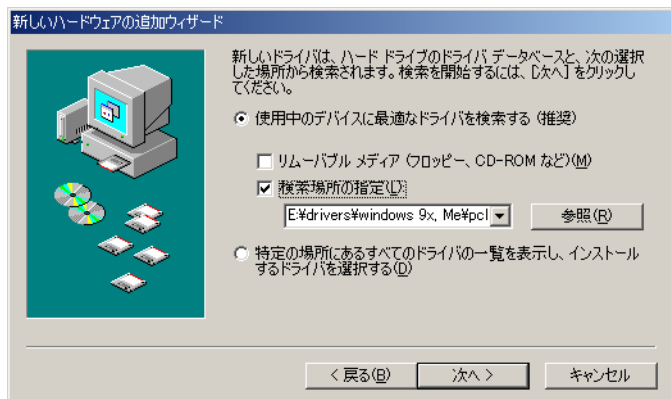 新しいハードウェアの追加ウィザード
新しいドライバは、ハード ドライブのドライバ データベースと、次の選択
した場所から検索されます。検索を開始するには、[次へ] をクリックし
てください。
使用中のデバイスに最適なドライバを検索する (推奨)
リムーバブル メディア (フロッピー、CD-ROM など)(M)
検索場所の指定(L)
E:¥drivers¥windows 9x, Me¥pcl
参照(R)
特定の場所にあるすべてのドライバの一覧を表示し、インストール
するドライバを選択する(D)
< 戻る(B)
次へ >
キャンセル